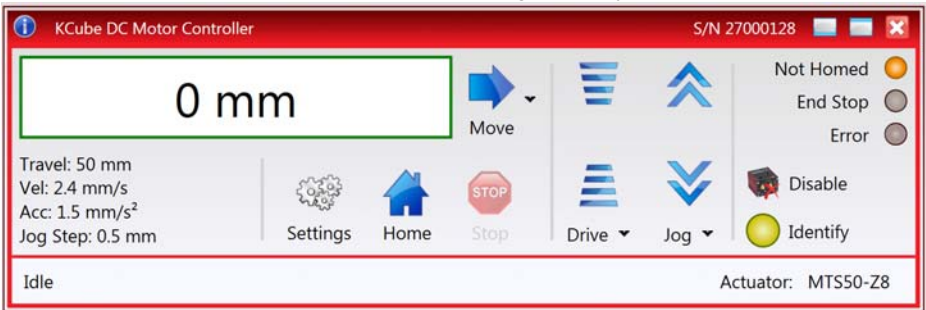 KCube DC Motor Controller S/N 27000128
0 mm
Move
Not Homed
End Stop
Error
Travel: 50 mm
Vel: 2.4 mm/s
Acc: 1.5 mm/s²
Jog Step: 0.5 mm
Settings Home STOP Stop Drive Jog
Disable
Identify
Idle Actuator: MTS50-Z8